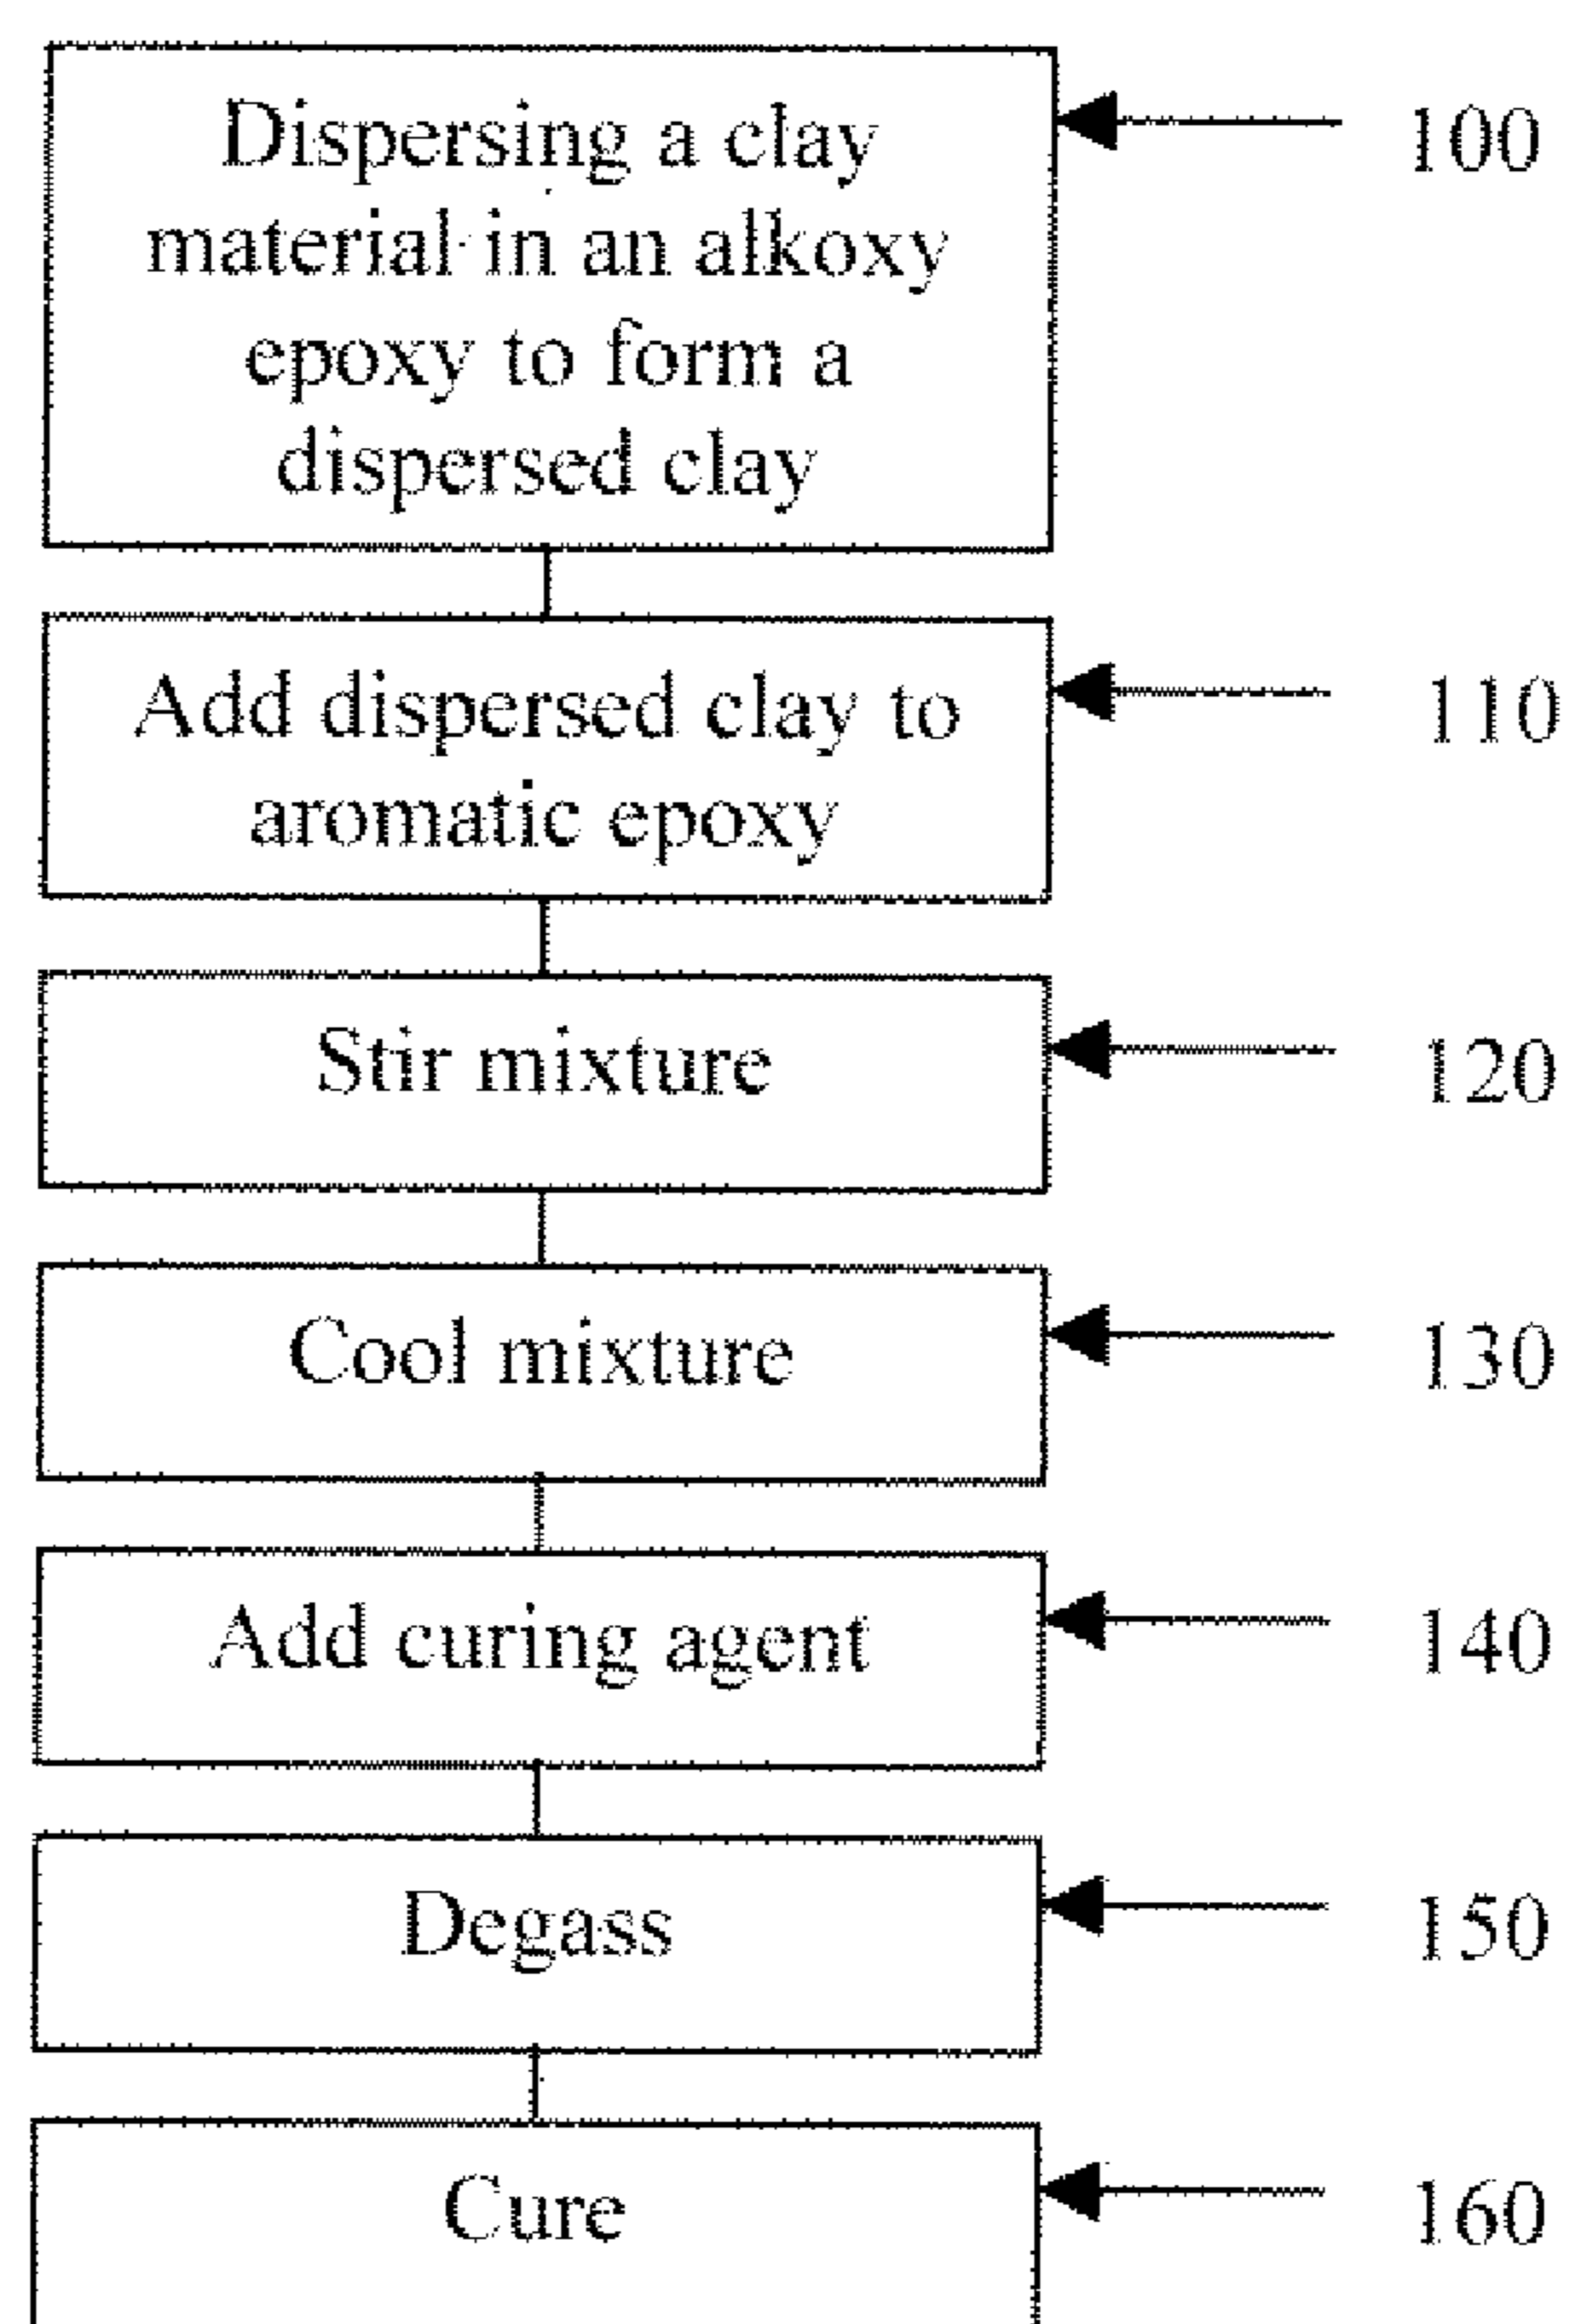 Dispersing a clay
material in an alkoxy
epoxy to form a
dispersed clay
100
Add dispersed clay to
aromatic epoxy
110
Stir mixture
120
Cool mixture
130
Add curing agent
140
Degass
150
Cure
160